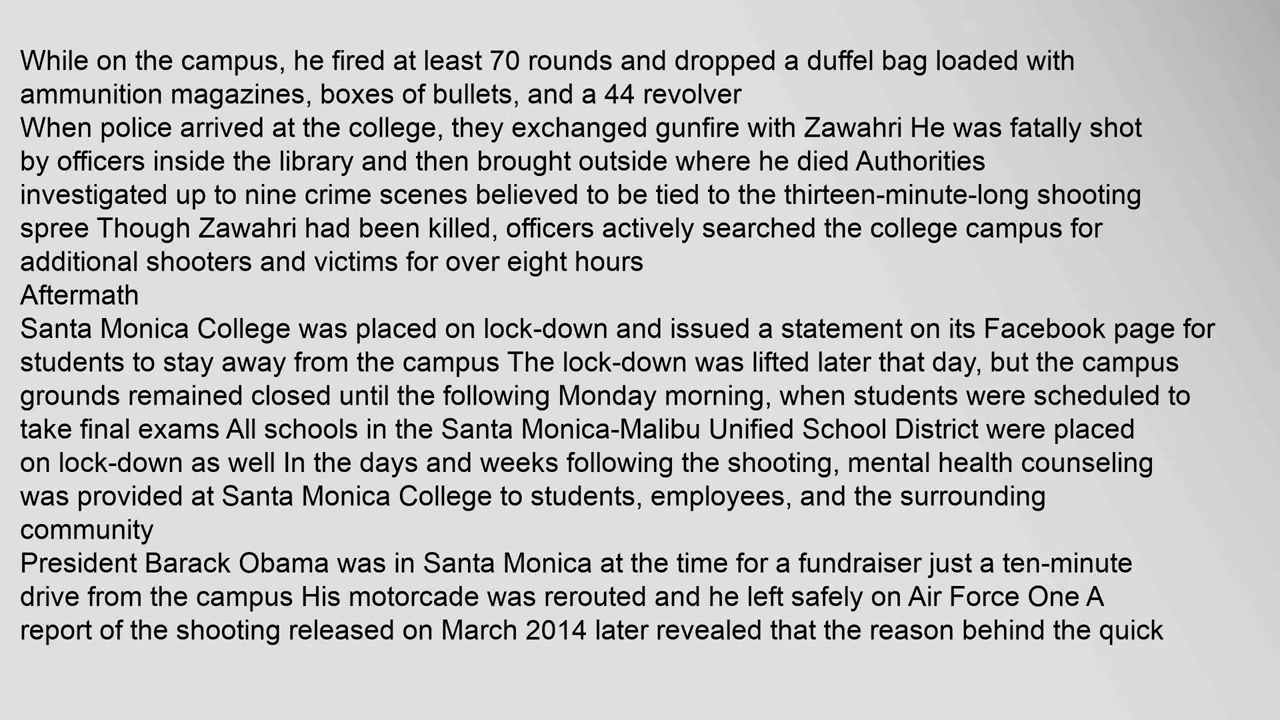 While on the campus, he fired at least 70 rounds and dropped a duffel bag loaded with
ammunition magazines, boxes of bullets, and a 44 revolver
When police arrived at the college, they exchanged gunfire with Zawahri He was fatally shot
by officers inside the library and then brought outside where he died Authorities
investigated up to nine crime scenes believed to be tied to the thirteen-minute-long shooting
spree Though Zawahri had been killed, officers actively searched the college campus for
additional shooters and victims for over eight hours
Aftermath
Santa Monica College was placed on lock-down and issued a statement on its Facebook page for
students to stay away from the campus The lock-down was lifted later that day, but the campus
grounds remained closed until the following Monday morning, when students were scheduled to
take final exams All schools in the Santa Monica-Malibu Unified School District were placed
on lock-down as well In the days and weeks following the shooting, mental health counseling
was provided at Santa Monica College to students, employees, and the surrounding
community
President Barack Obama was in Santa Monica at the time for a fundraiser just a ten-minute
drive from the campus His motorcade was rerouted and he left safely on Air Force One A
report of the shooting released on March 2014 later revealed that the reason behind the quick